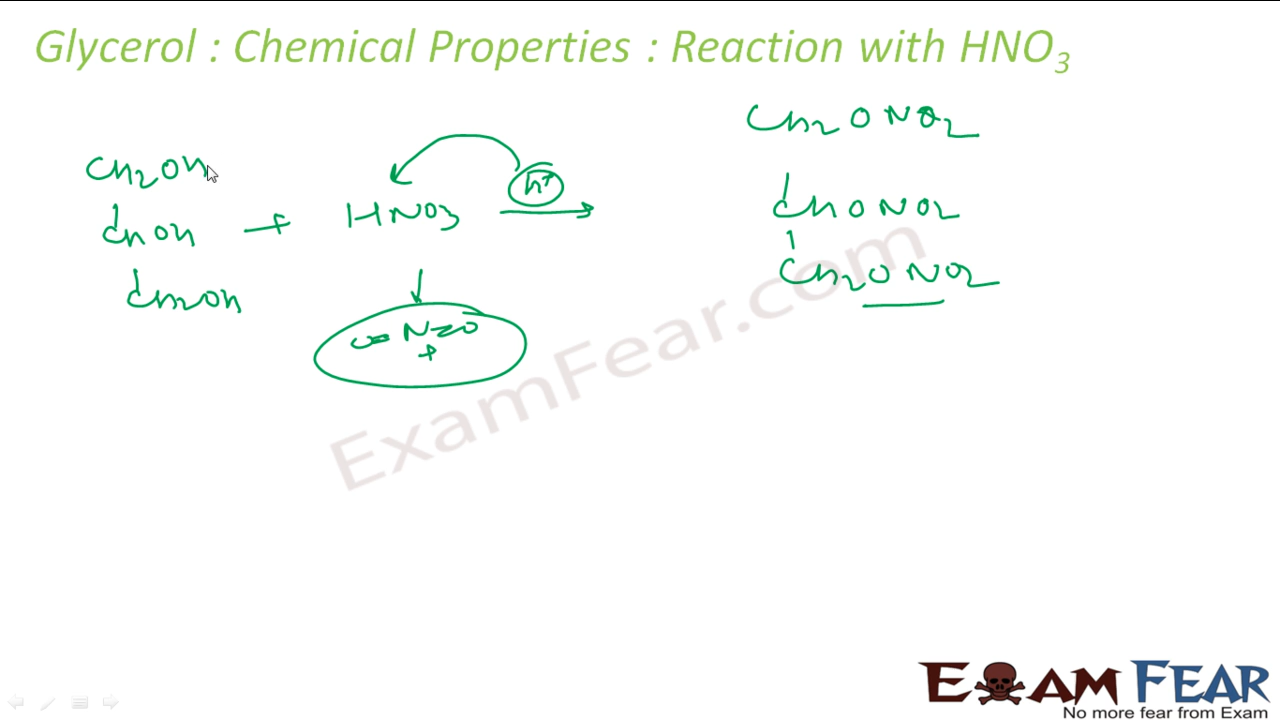 Glycerol : Chemical Properties : Reaction with HNO3
CH2OH
CHOH
CH2OH
+
HNO3
H+
O=N=O
+
CH2ONO2
CHONO2
CH2ONO2
ExamFear.com
EXAM FEAR
No more fear from Exam